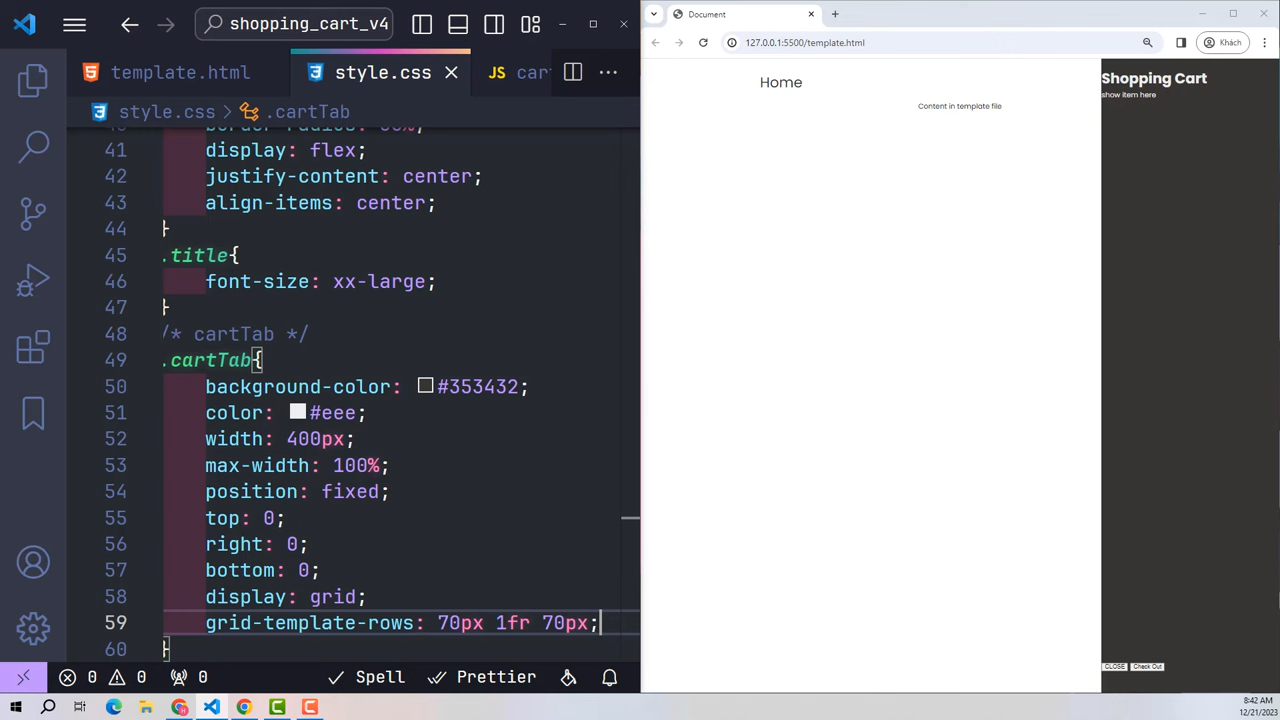 shopping_cart_v4
template.html
style.css
JS
car
style.css > .cartTab
41 display: flex;
42 justify-content: center;
43 align-items: center;
44 }
45 .title{
46 font-size: xx-large;
47 }
48 /* cartTab */
49 .cartTab{
50 background-color: #353432;
51 color: #eee;
52 width: 400px;
53 max-width: 100%;
54 position: fixed;
55 top: 0;
56 right: 0;
57 bottom: 0;
58 display: grid;
59 grid-template-rows: 70px 1fr 70px;
60 }
0 0 0 Spell Prettier
Document
127.0.0.1:5500/template.html
Khách
Home
Content in template file
Shopping Cart
show item here
CLOSE Check Out
8:42 AM
12/21/2023